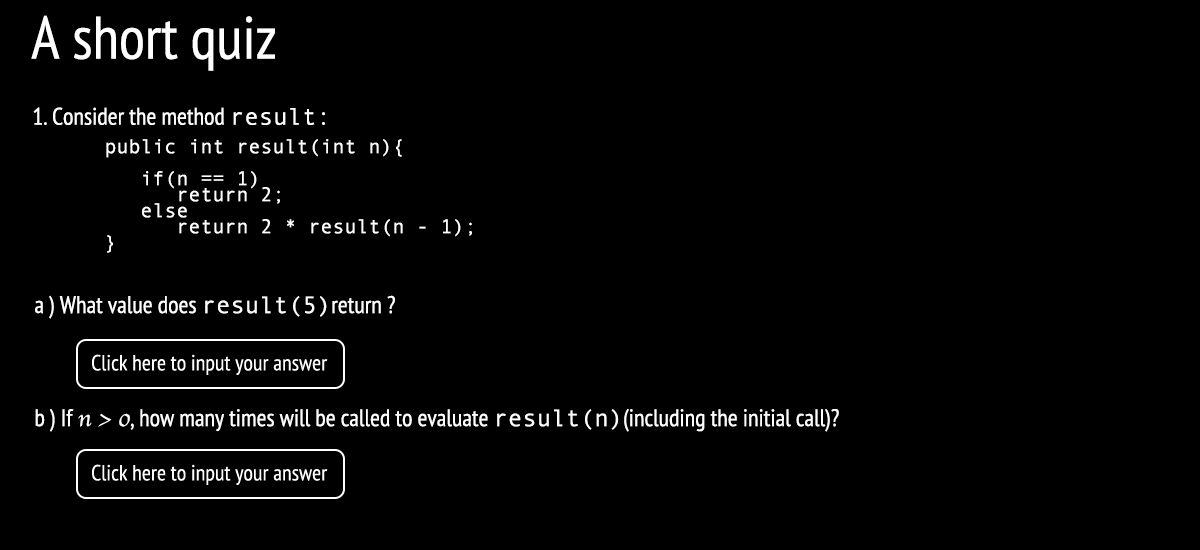 A short quiz
1. Consider the method result:
public int result(int n){
if(n == 1)
return 2;
else
return 2 * result(n - 1);
}
a) What value does result(5) return ?
Click here to input your answer
b) If n > 0, how many times will be called to evaluate result(n)(including the initial call)?
Click here to input your answer